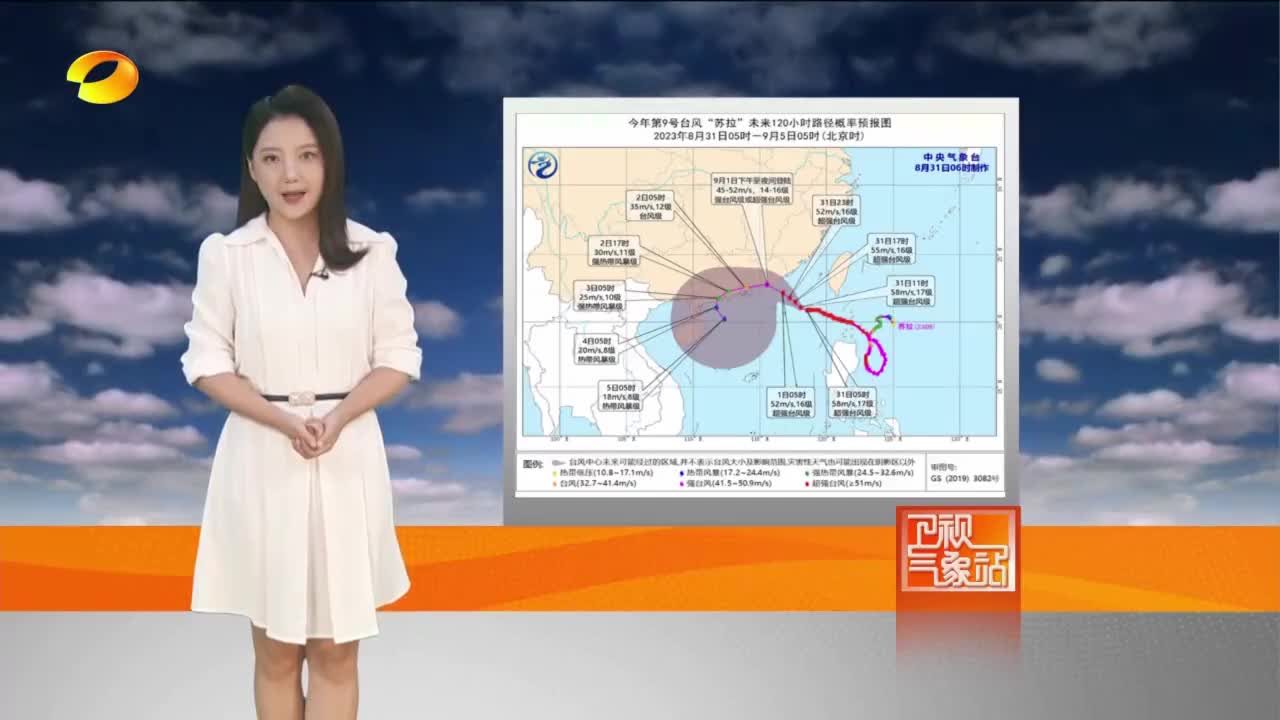 今年第9号台风“苏拉”未来120小时路径概率预报图
2023年8月31日05时—9月5日05时(北京时)
中央气象台
8月31日06时制作
9月1日下午至夜间登陆
45-52m/s，14-16级
强台风级或超强台风级
2日05时
35m/s,12级
台风级
31日23时
52m/s,16级
超强台风级
2日17时
30m/s,11级
强热带风暴级
31日17时
55m/s,16级
超强台风级
3日05时
25m/s,10级
强热带风暴级
31日11时
58m/s,17级
超强台风级
苏拉(2309)
4日05时
20m/s,8级
热带风暴级
5日05时
18m/s,8级
热带风暴级
1日05时
52m/s,16级
超强台风级
31日05时
58m/s,17级
超强台风级
图例:
台风中心未来可能经过的区域,并不表示台风大小及影响范围,灾害性天气也可能出现在阴影区以外
热带低压(10.8~17.1m/s) 热带风暴(17.2~24.4m/s) 强热带风暴(24.5~32.6m/s)
台风(32.7~41.4m/s) 强台风(41.5~50.9m/s) 超强台风(≥51m/s)
审图号:
GS (2019) 3082号
卫视
气象站